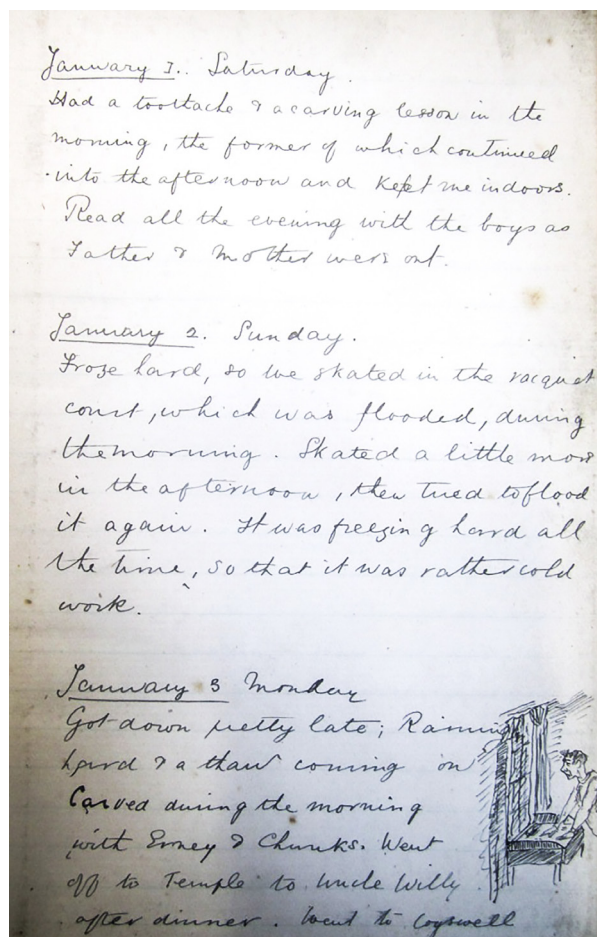 January 1. Saturday.
Had a toothache & a carving lesson in the
morning, the former of which continued
into the afternoon and kept me indoors.
Read all the evening with the boys as
Father & Mother were out.
January 2. Sunday.
Froze hard, so we skated in the racquet
court, which was flooded, during
the morning. Skated a little more
in the afternoon, then tried to flood
it again. It was freezing hard all
the time, so that it was rather cold
work.
January 3 Monday
Got down pretty late; Raining
hard & a thaw coming on
Carved during the morning
with Erney & Chunks. Went
off to Temple to Uncle Willy
after dinner. Went to Cogswell